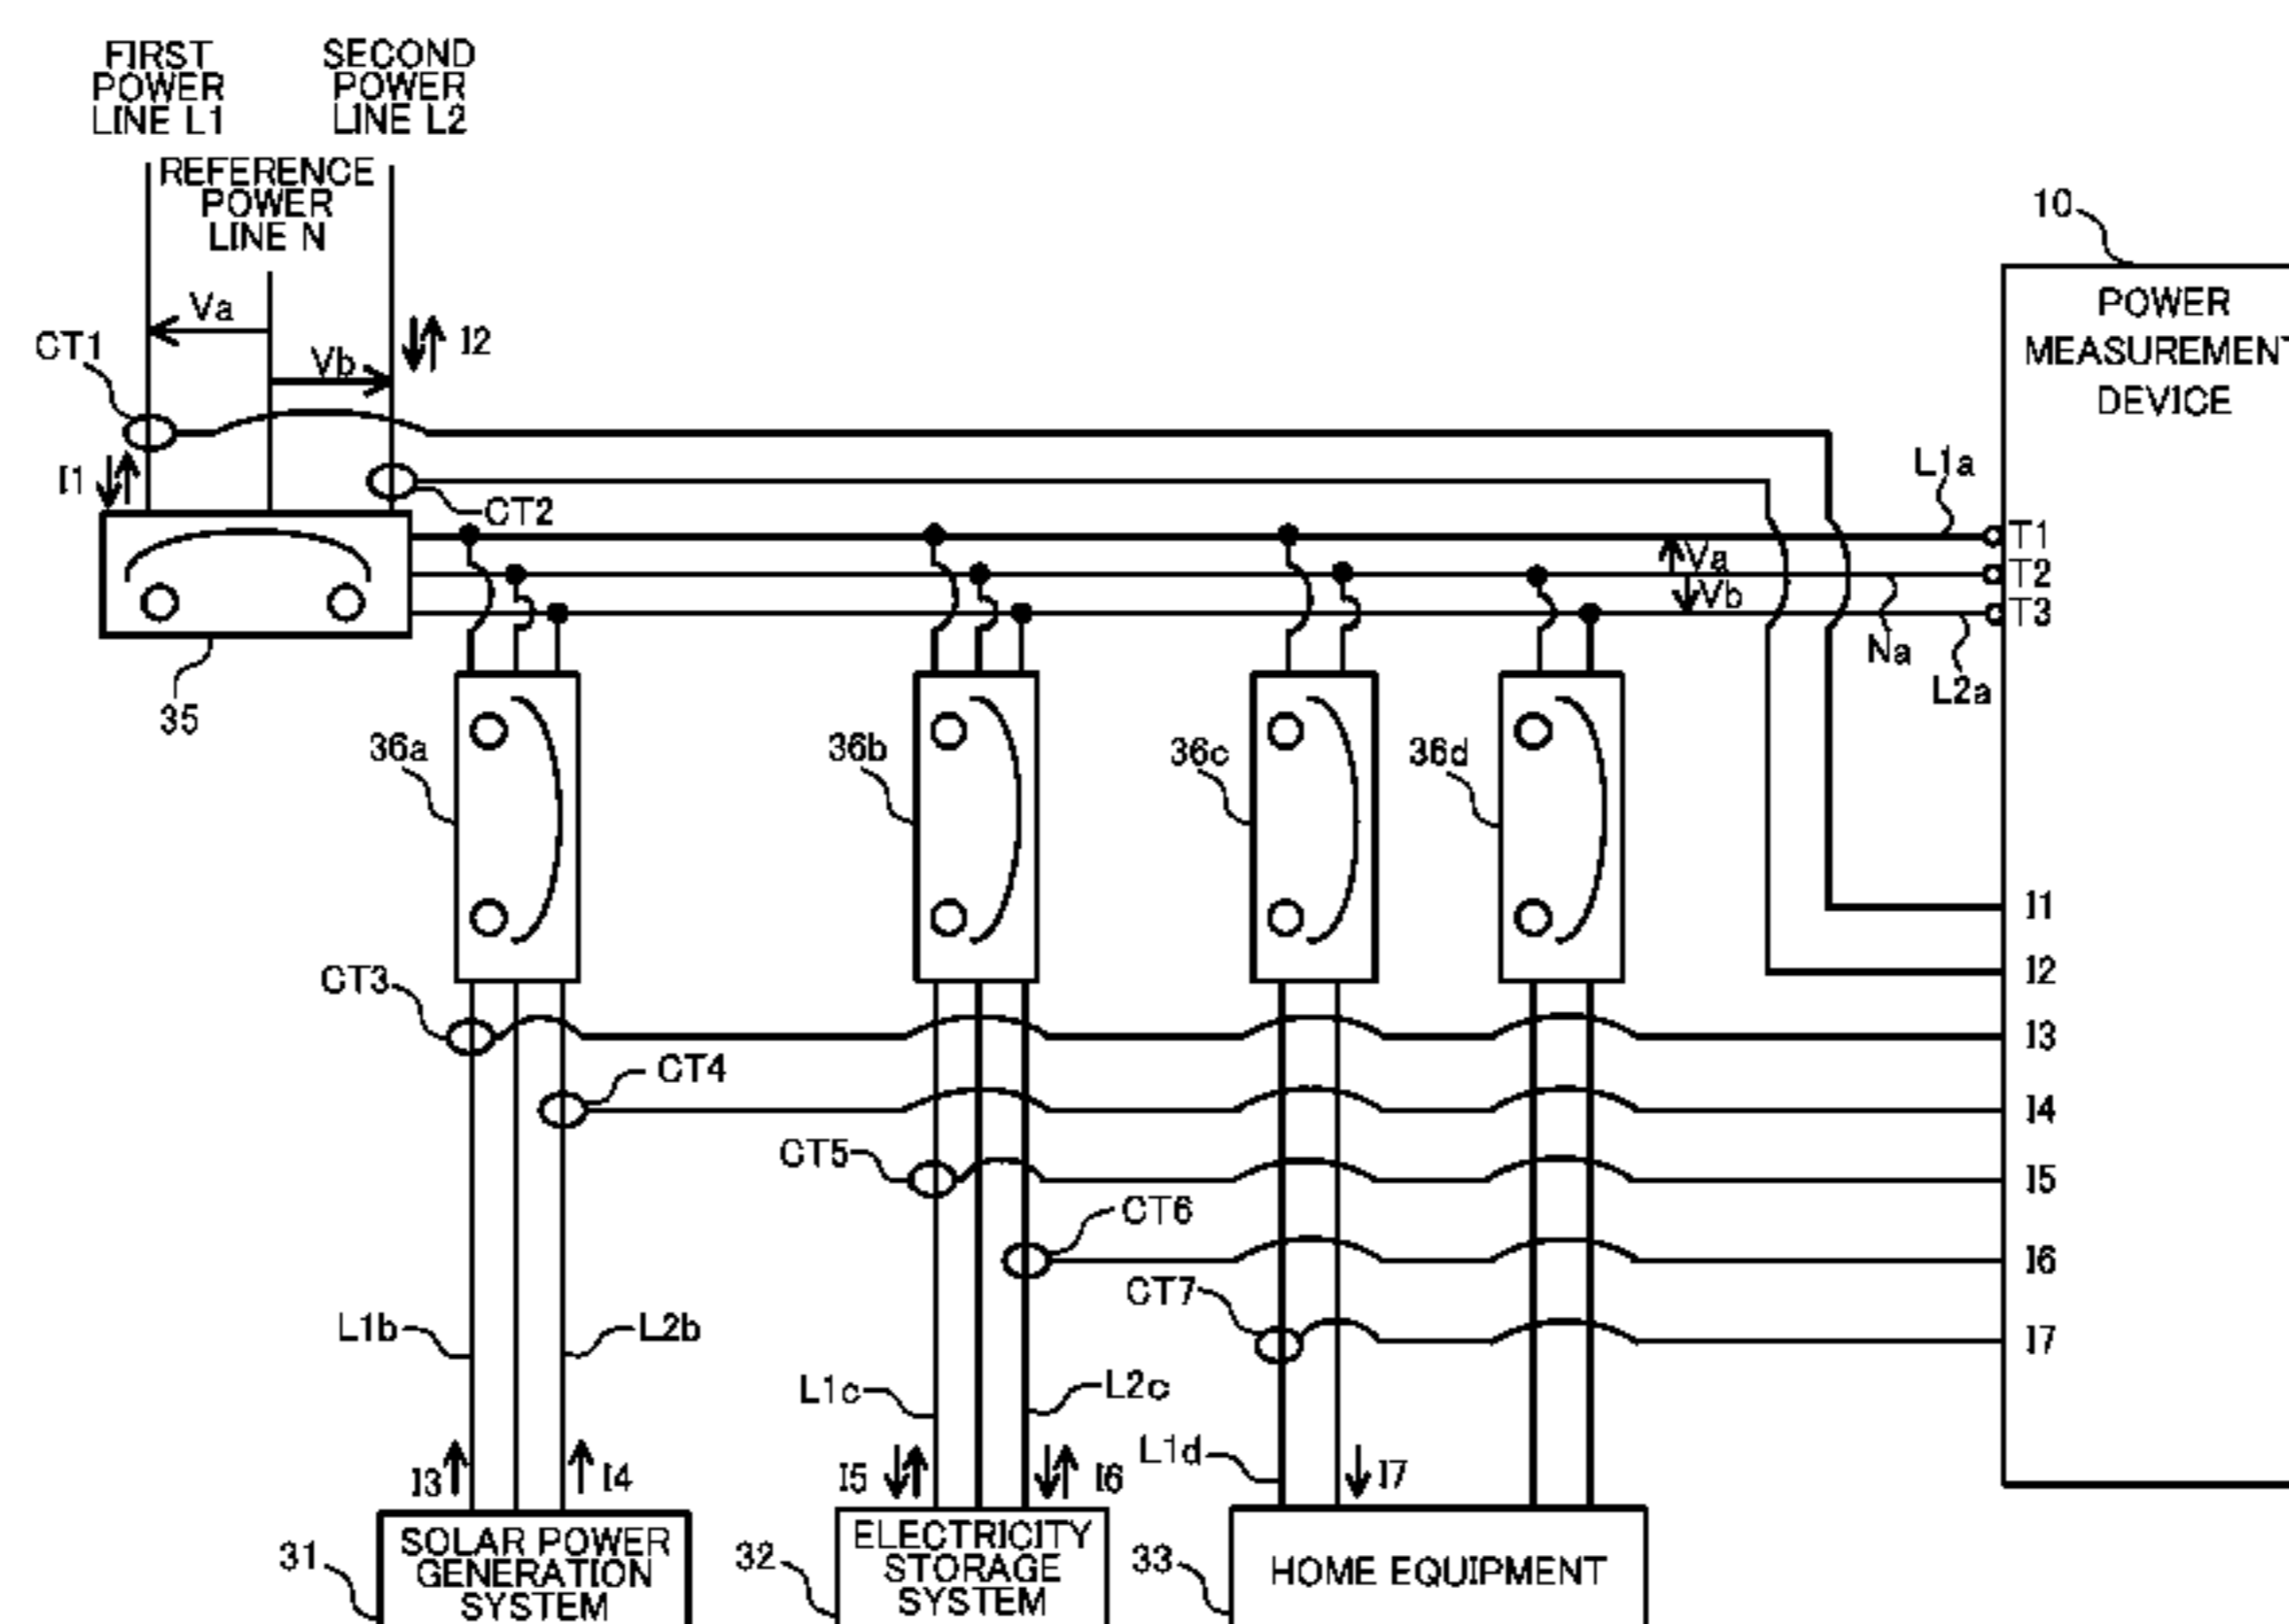 FIRST
POWER
LINE L1
SECOND
POWER
LINE L2
REFERENCE
POWER
LINE N
10
Va
I2
CT1
Vb
POWER
MEASUREMENT
DEVICE
I1
CT2
L1a
T1
Va
T2
Vb
T3
Na
L2a
35
36a
36b
36c
36d
I1
I2
CT3
I3
CT4
I4
CT5
I5
CT6
I6
CT7
I7
L1b
L2b
L1c
L2c
L1d
I3
I4
I5
I6
I7
31
SOLAR POWER
GENERATION
SYSTEM
32
ELECTRICITY
STORAGE
SYSTEM
33
HOME EQUIPMENT